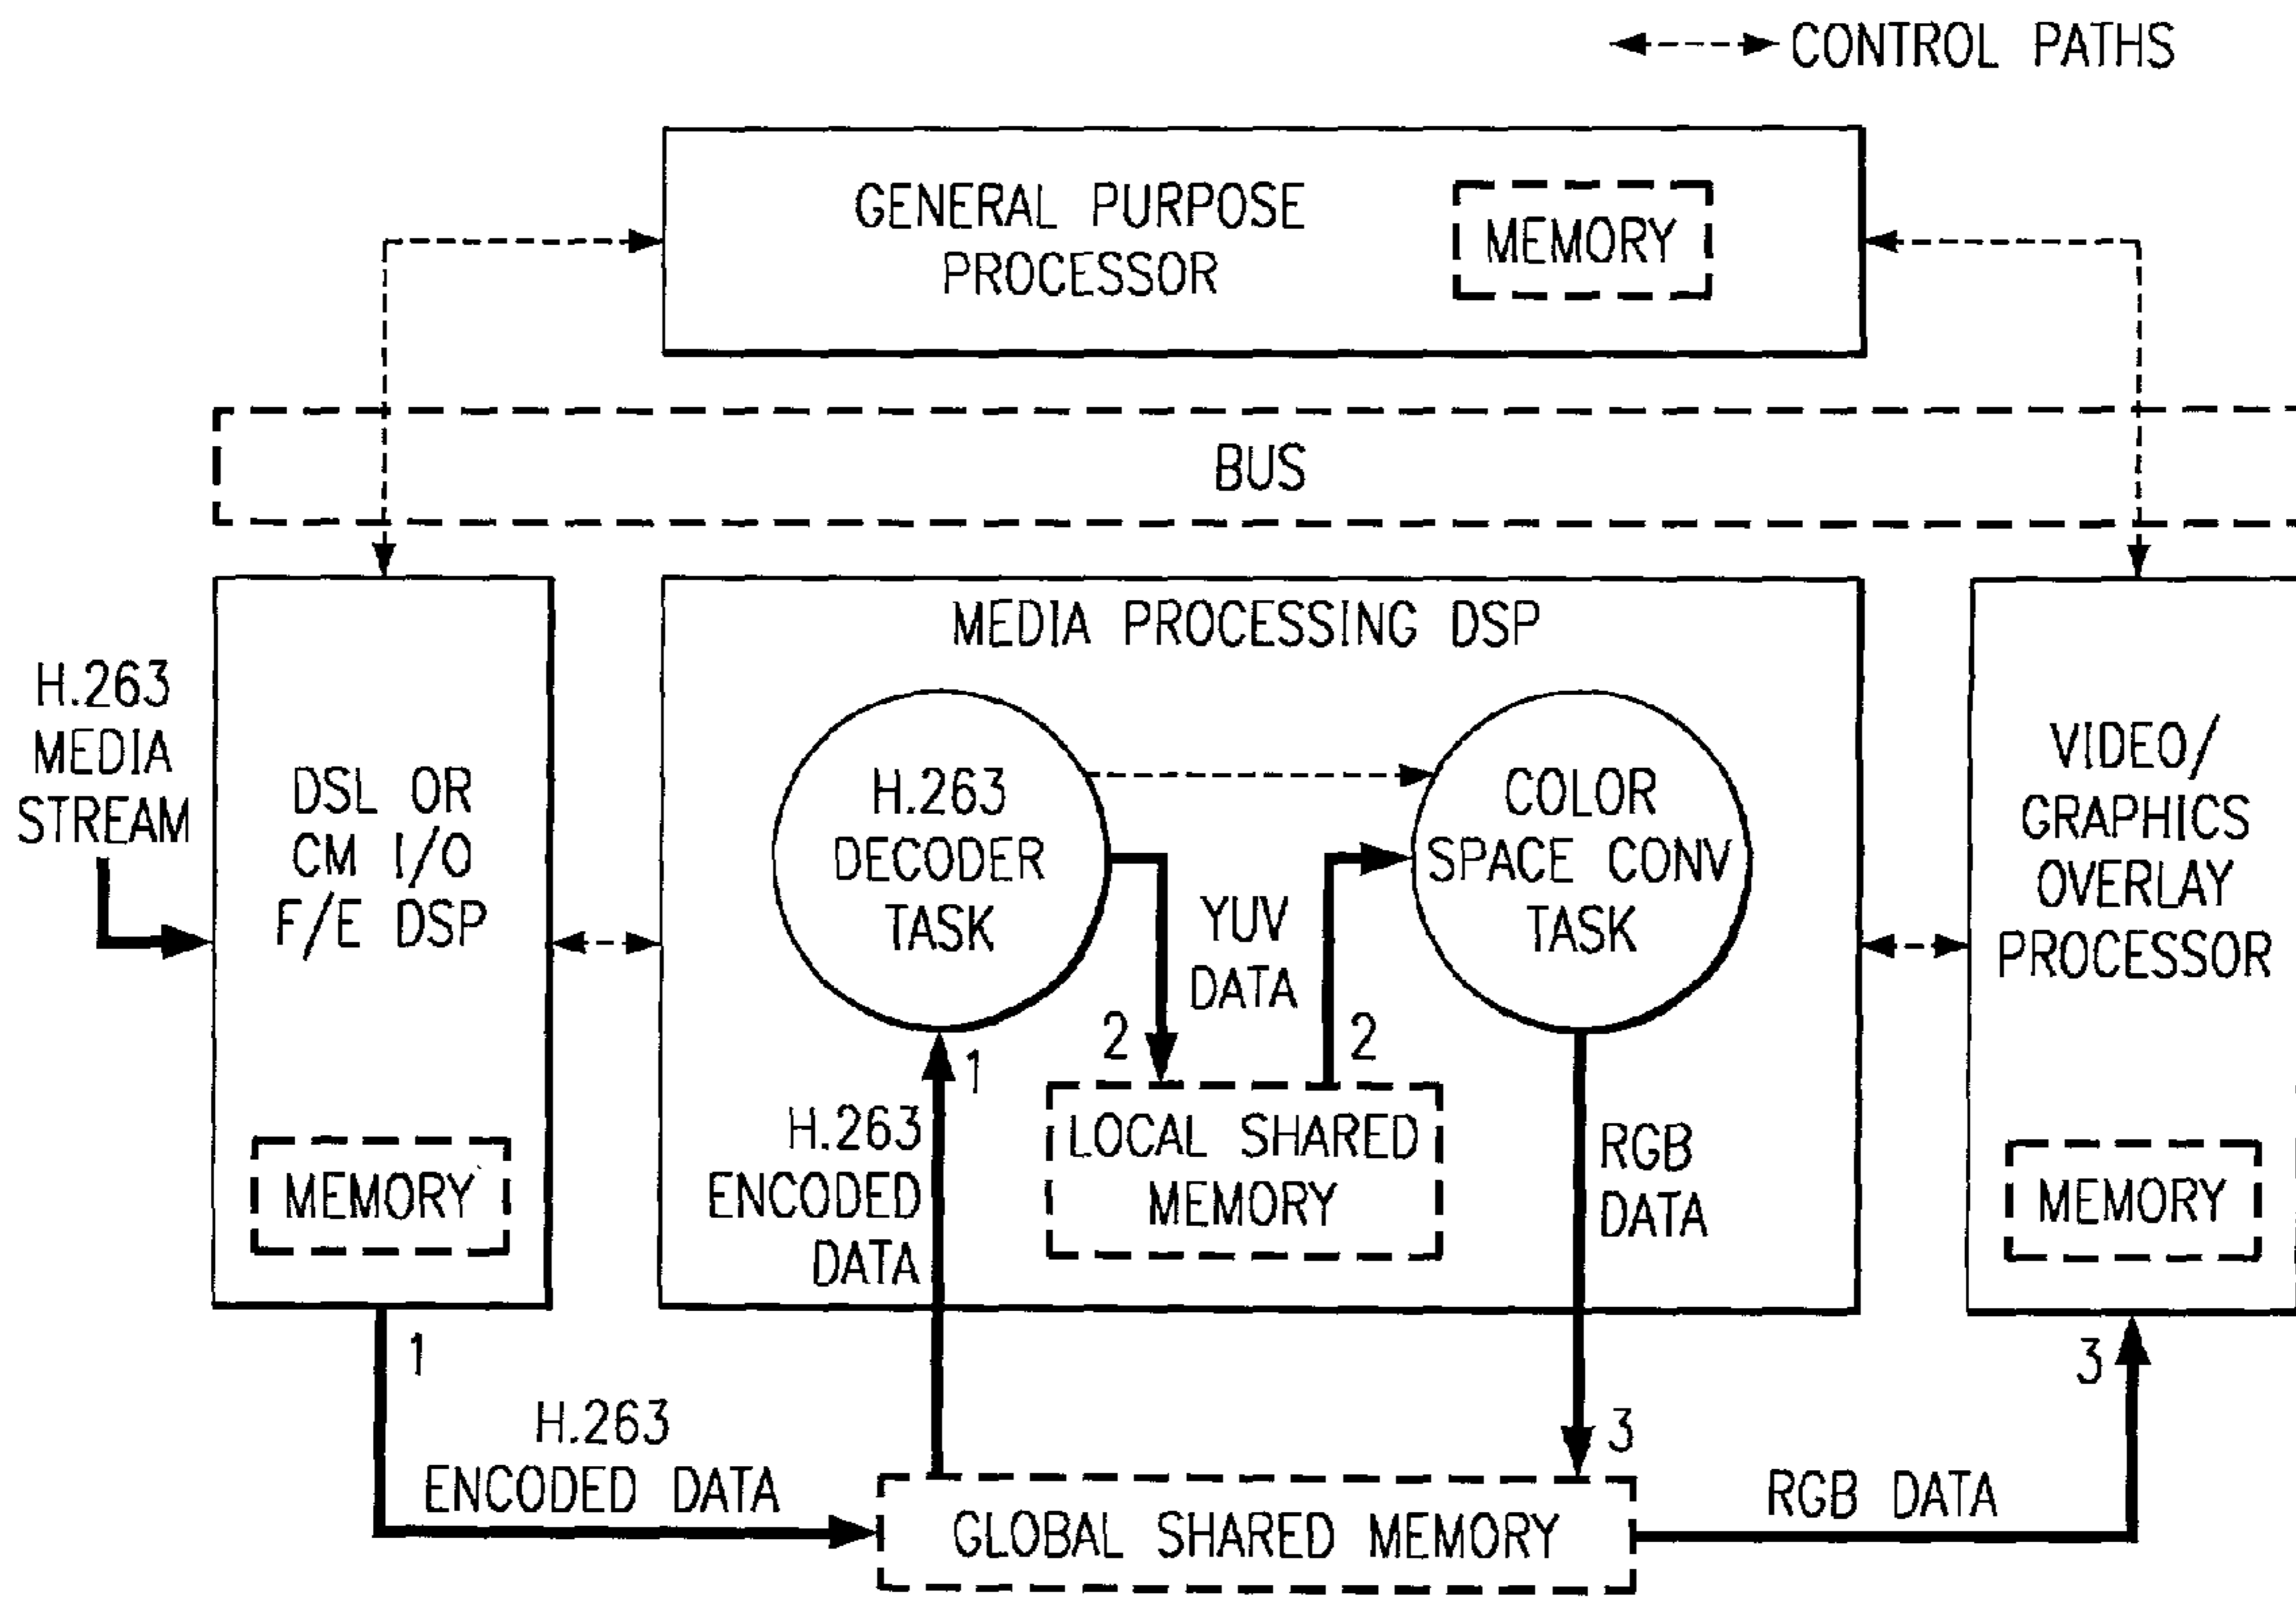 CONTROL PATHS
GENERAL PURPOSE
PROCESSOR
MEMORY
BUS
H.263
MEDIA
STREAM
DSL OR
CM I/O
F/E DSP
MEMORY
MEDIA PROCESSING DSP
H.263
DECODER
TASK
COLOR
SPACE CONV
TASK
YUV
DATA
2
2
1
H.263
ENCODED
DATA
LOCAL SHARED
MEMORY
RGB
DATA
VIDEO/
GRAPHICS
OVERLAY
PROCESSOR
MEMORY
1
H.263
ENCODED DATA
3
GLOBAL SHARED MEMORY
RGB DATA
3